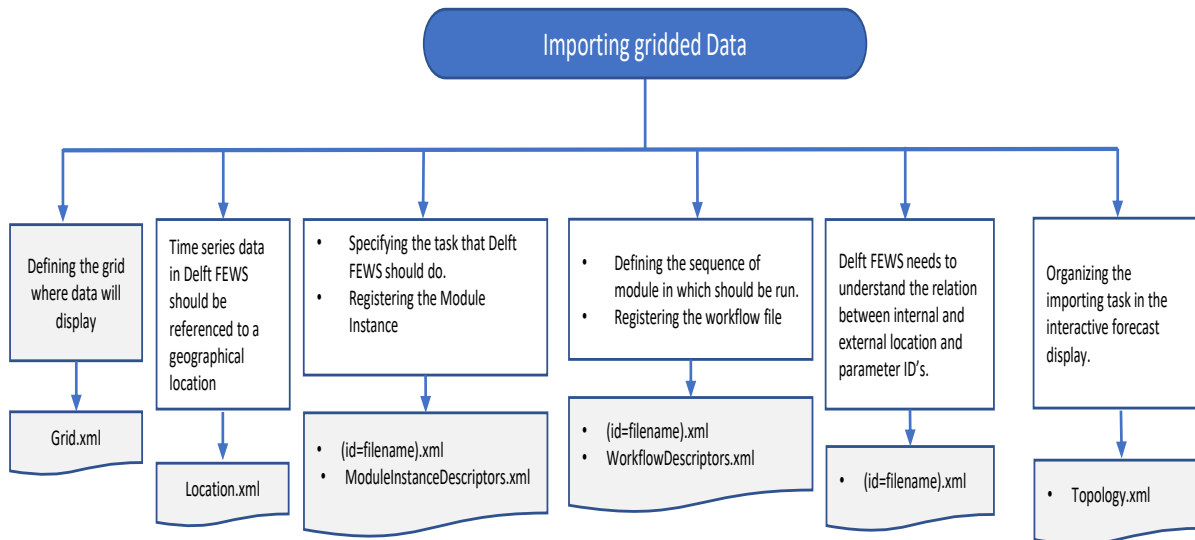 Importing gridded Data
Defining the grid
where data will
display
Grid.xml
Time series data
in Delft FEWS
should be
referenced to a
geographical
location
Location.xml
• Specifying the task that Delft
FEWS should do.
• Registering the Module
Instance
• (id=filename).xml
• ModuleInstanceDescriptors.xml
• Defining the sequence of
module in which should be run.
• Registering the workflow file
• (id=filename).xml
• WorkflowDescriptors.xml
Delft FEWS needs to
understand the relation
between internal and
external location and
parameter ID’s.
• (id=filename).xml
Organizing the
importing task in the
interactive forecast
display.
• Topology.xml